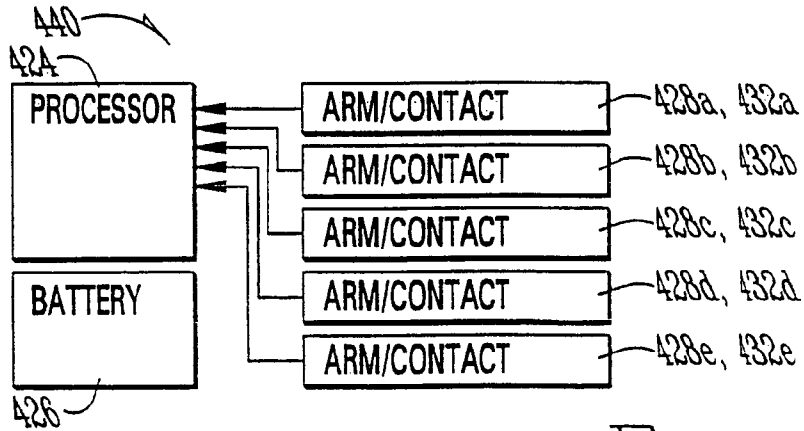 440
424
PROCESSOR
ARM/CONTACT
428a, 432a
ARM/CONTACT
428b, 432b
ARM/CONTACT
428c, 432c
BATTERY
ARM/CONTACT
428d, 432d
ARM/CONTACT
428e, 432e
426